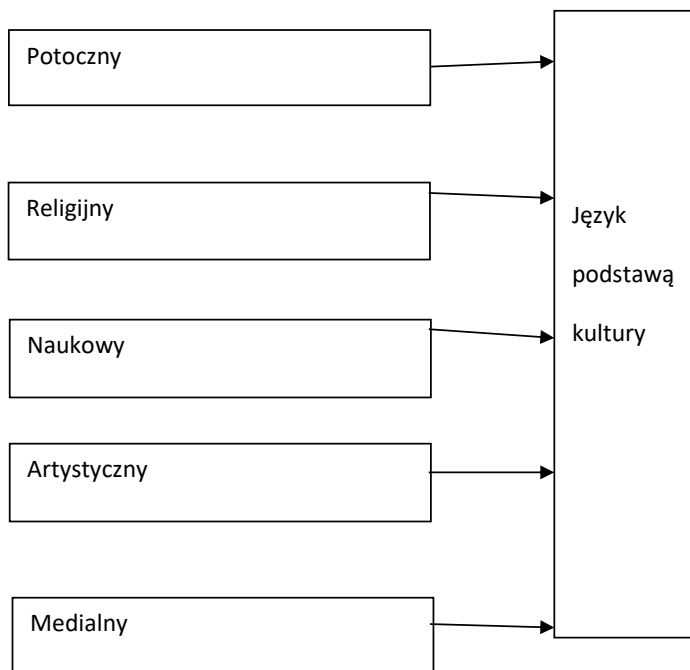 Potoczny
Religijny
Naukowy
Artystyczny
Medialny
Język
podstawą
kultury